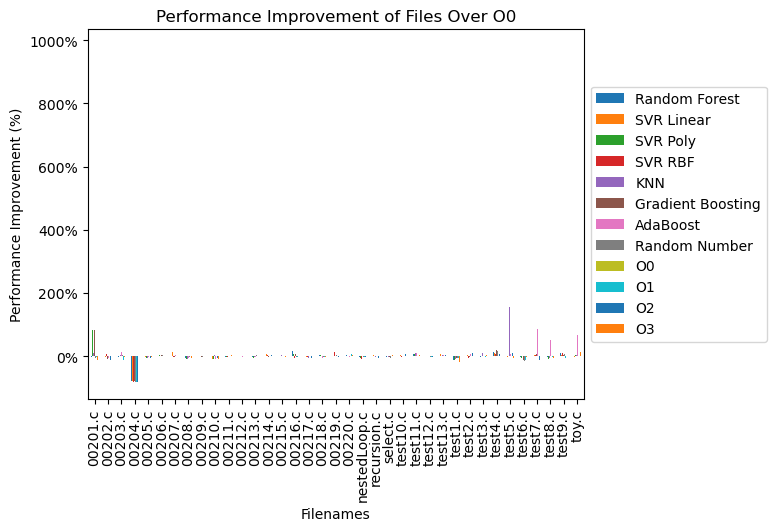 Performance Improvement of Files Over O0
1000%
800%
600%
400%
200%
0%
Performance Improvement (%)
Random Forest
SVR Linear
SVR Poly
SVR RBF
KNN
Gradient Boosting
AdaBoost
Random Number
O0
O1
O2
O3
00201.c
00202.c
00203.c
00204.c
00205.c
00206.c
00207.c
00208.c
00209.c
00210.c
00211.c
00212.c
00213.c
00214.c
00215.c
00216.c
00217.c
00218.c
00219.c
00220.c
nestedLoop.c
recursion.c
select.c
test10.c
test11.c
test12.c
test13.c
test1.c
test2.c
test3.c
test4.c
test5.c
test6.c
test7.c
test8.c
test9.c
toy.c
Filenames